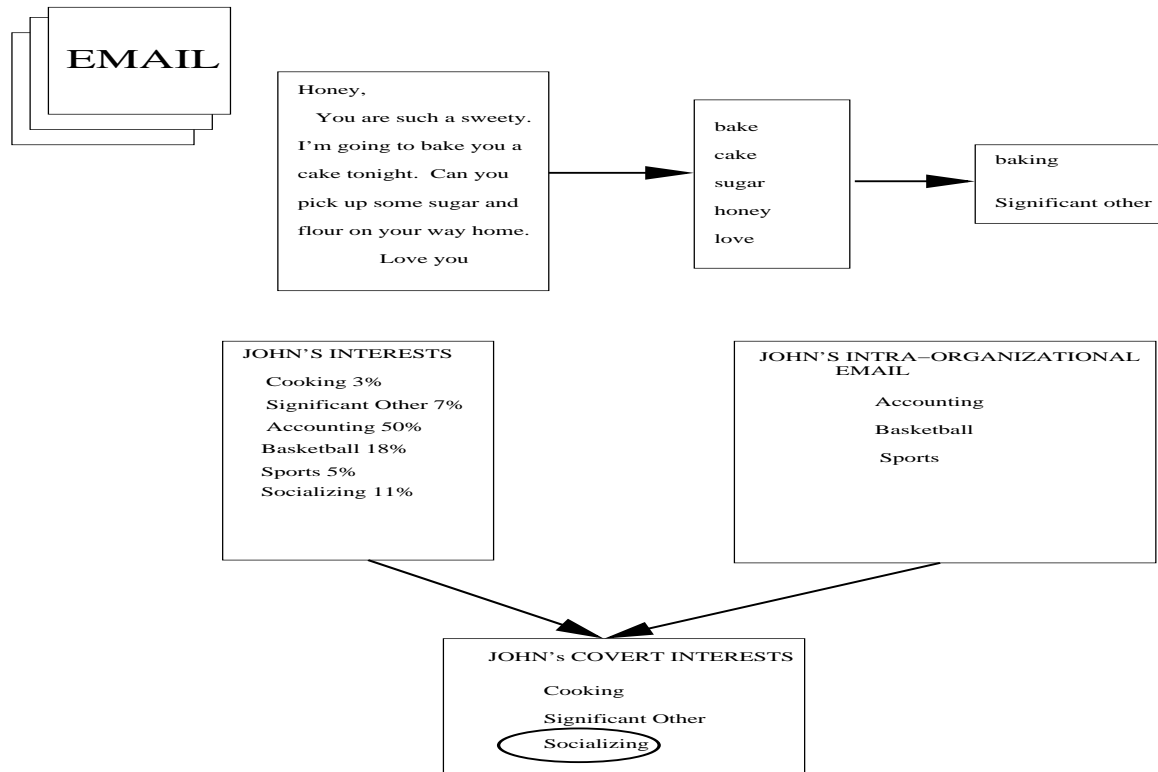 EMAIL
Honey,
You are such a sweety.
I'm going to bake you a
cake tonight. Can you
pick up some sugar and
flour on your way home.
Love you
bake
cake
sugar
honey
love
baking
Significant other
JOHN'S INTERESTS
Cooking 3%
Significant Other 7%
Accounting 50%
Basketball 18%
Sports 5%
Socializing 11%
JOHN'S INTRA–ORGANIZATIONAL
EMAIL
Accounting
Basketball
Sports
JOHN's COVERT INTERESTS
Cooking
Significant Other
Socializing